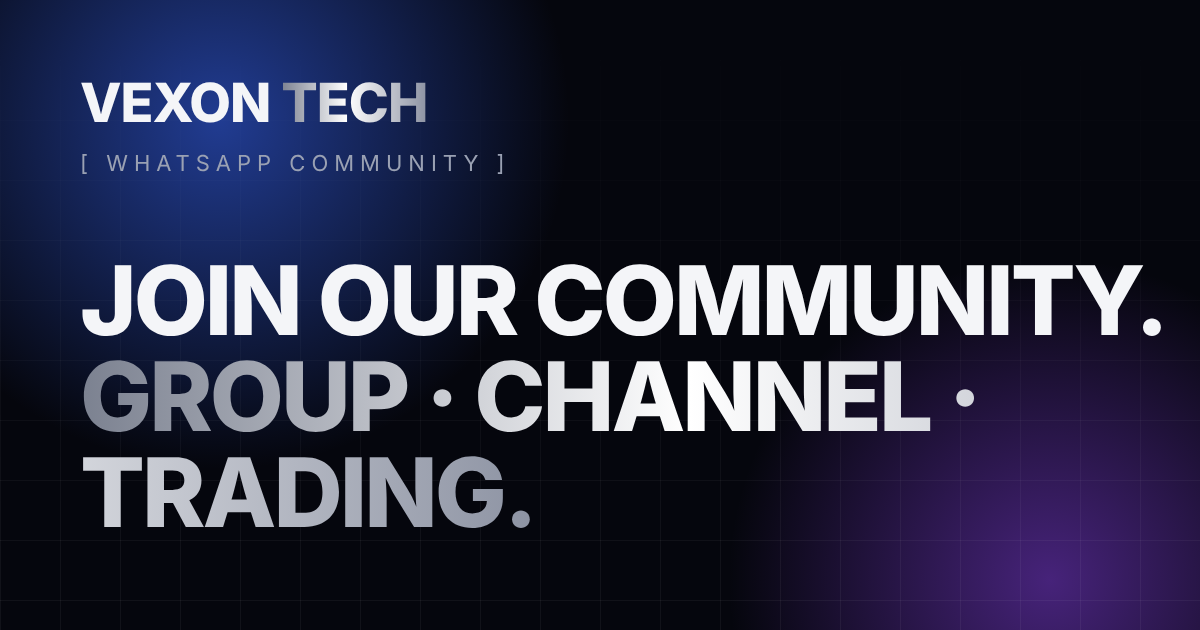 VEXON TECH
[ WHATSAPP COMMUNITY ]
JOIN OUR COMMUNITY.
GROUP · CHANNEL ·
TRADING.